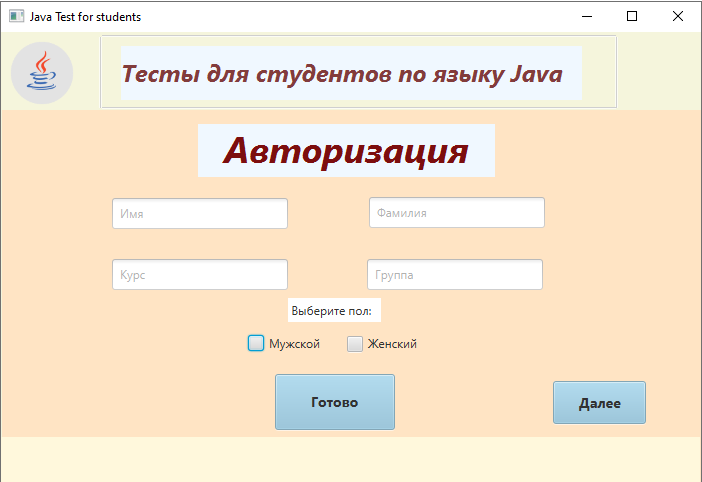 Java Test for students
Тесты для студентов по языку Java
Авторизация
Имя Фамилия
Курс Группа
Выберите пол:
Мужской Женский
Готово Далее